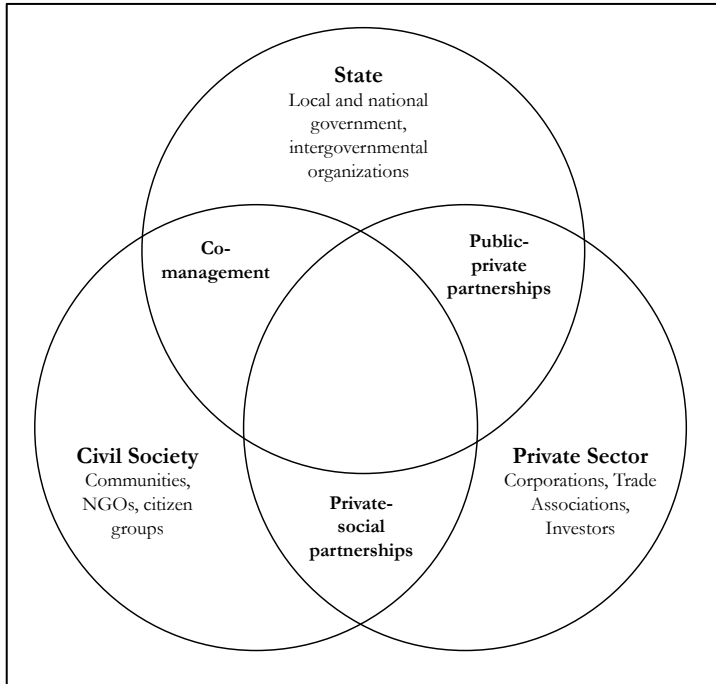 State
Local and national
government,
intergovernmental
organizations
Co-
management
Public-
private
partnerships
Civil Society
Communities,
NGOs, citizen
groups
Private Sector
Corporations, Trade
Associations,
Investors
Private-
social
partnerships